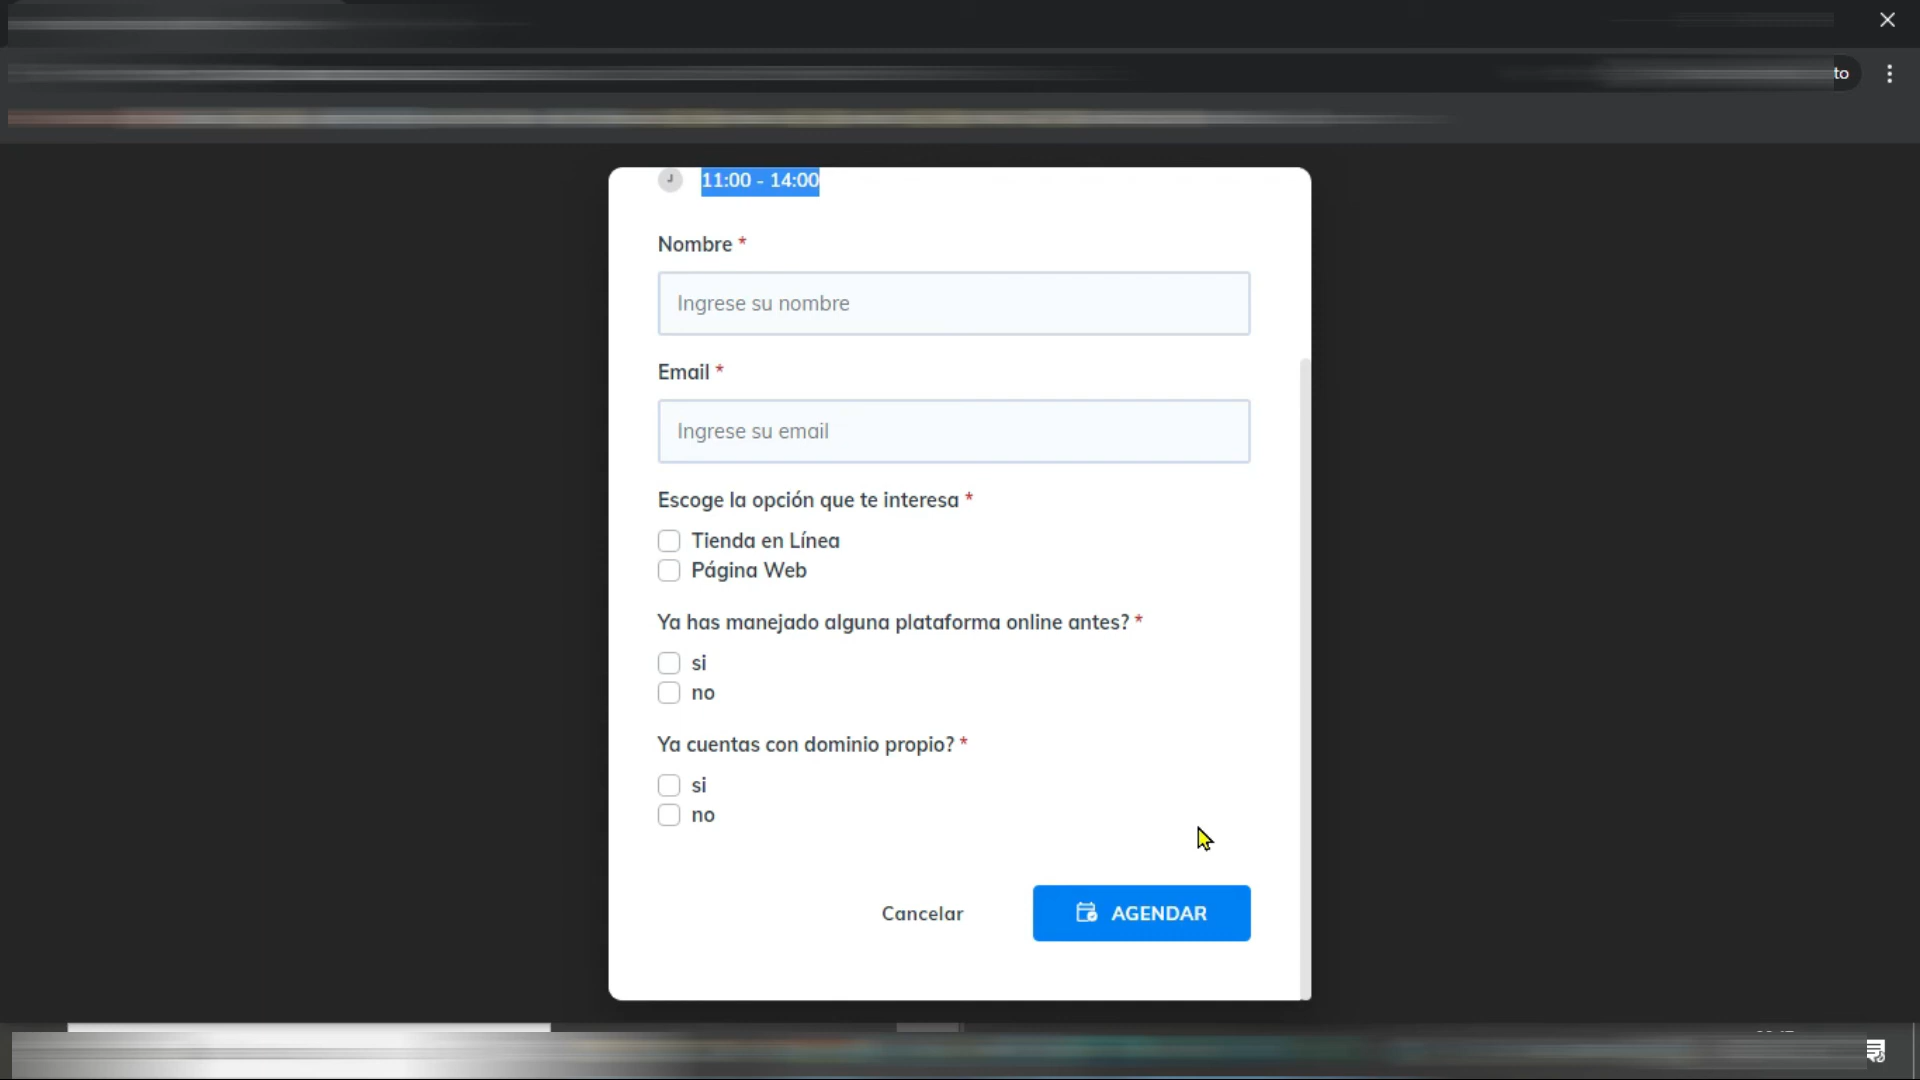 to
11:00 - 14:00
Nombre *
Ingrese su nombre
Email *
Ingrese su email
Escoge la opción que te interesa *
Tienda en Línea
Página Web
Ya has manejado alguna plataforma online antes? *
si
no
Ya cuentas con dominio propio? *
si
no
Cancelar
AGENDAR